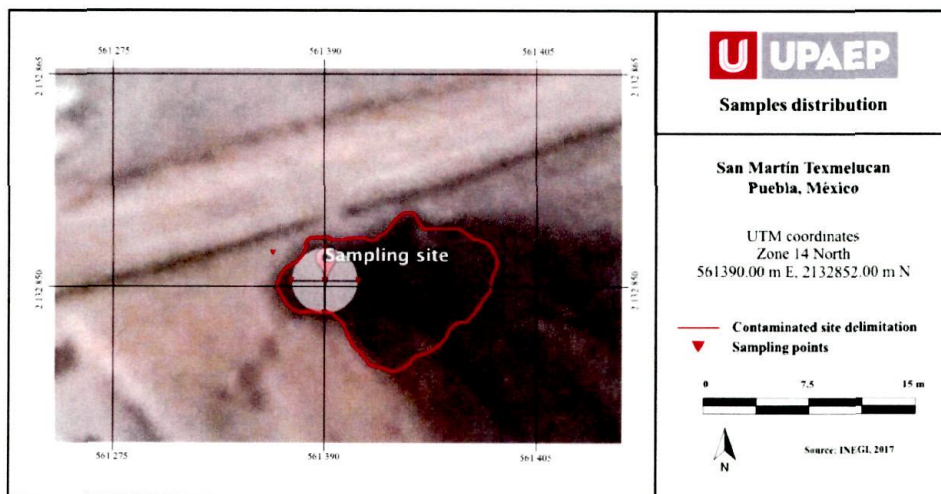 561 275 561 390 561 405
2 132 865 2 132 865
Sampling site
2 132 850 2 132 850
561 275 561 390 561 405
U UPAEP
Samples distribution
San Martín Texmelucan
Puebla, México
UTM coordinates
Zone 14 North
561390.00 m E, 2132852.00 m N
Contaminated site delimitation
Sampling points
0 7.5 15 m
N
Source: INEGI, 2017